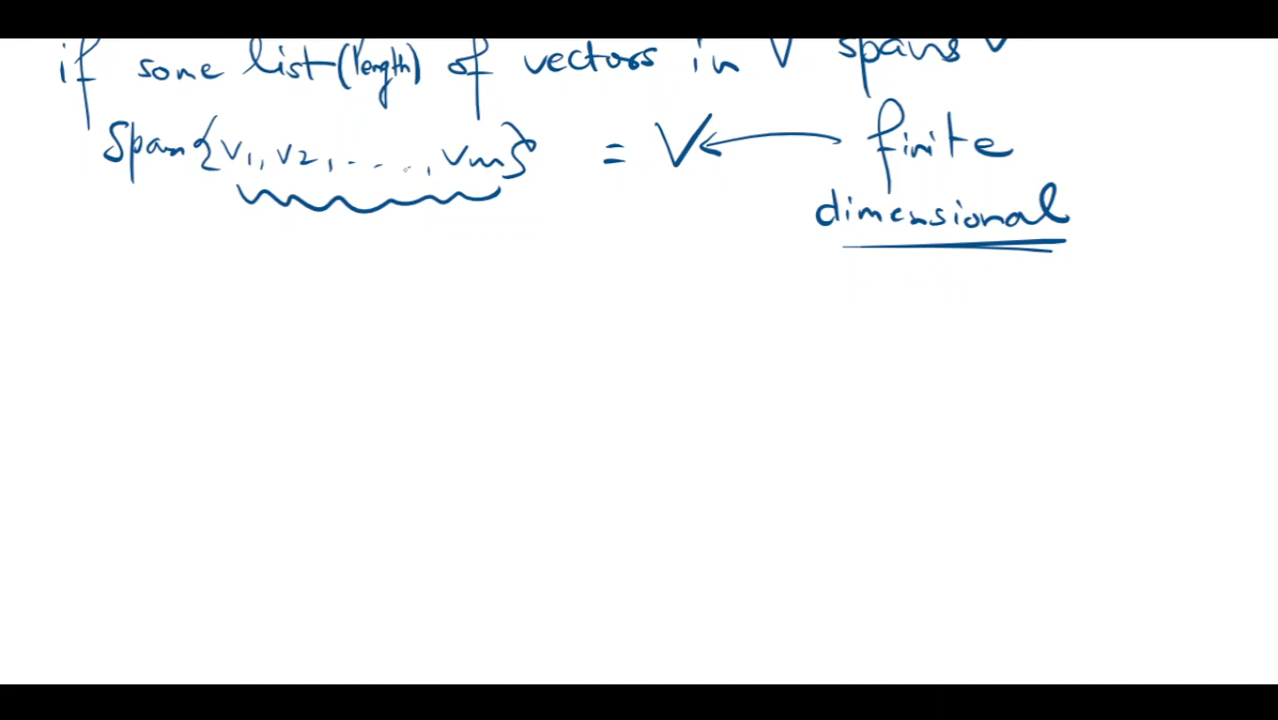 if some list (length) of vectors in V spans V
Span{v1, v2, ...., vm} = V ← finite
dimensional